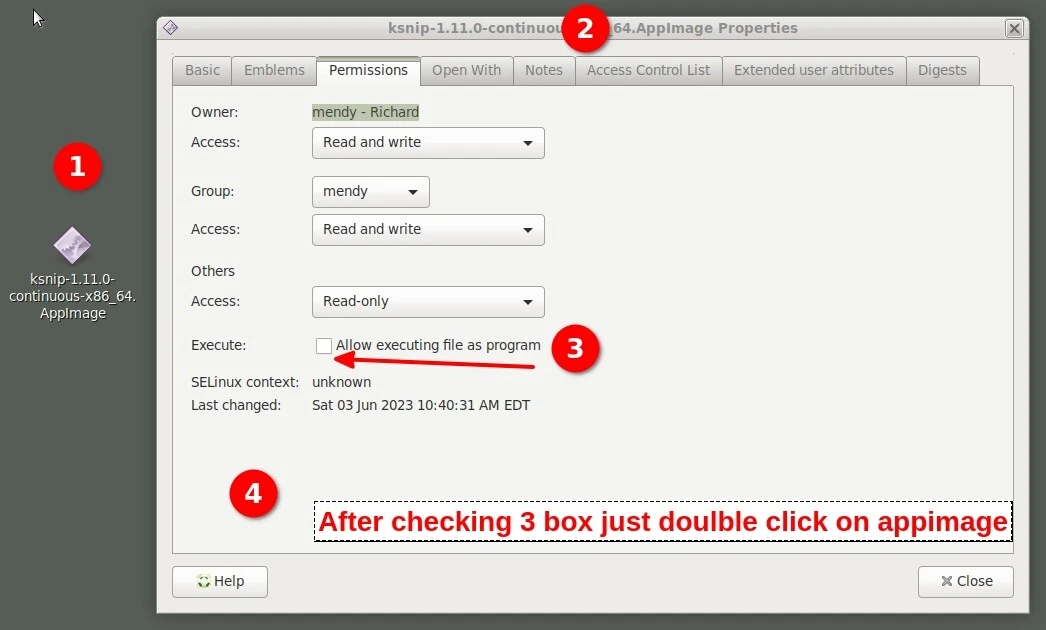 ksnip-1.11.0-continuou
2
64.AppImage Properties
Basic
Emblems
Permissions
Open With
Notes
Access Control List
Extended user attributes
Digests
Owner: mendy - Richard
Access: Read and write
1
Group: mendy
Access: Read and write
ksnip-1.11.0-
continuous-x86_64.
AppImage
Others
Access: Read-only
Execute: Allow executing file as program
3
SELinux context: unknown
Last changed: Sat 03 Jun 2023 10:40:31 AM EDT
4
After checking 3 box just doulble click on appimage
Help
Close